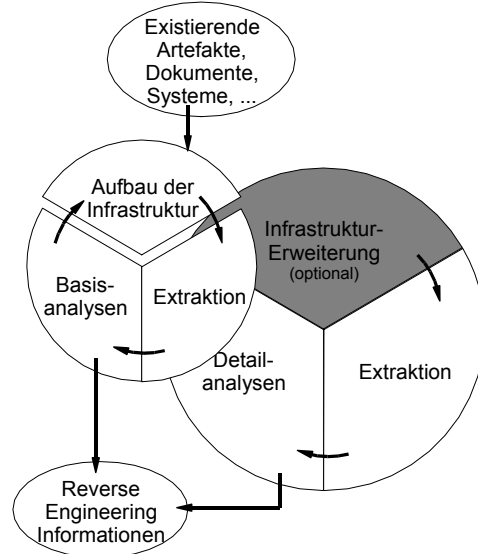 Existierende
Artefakte,
Dokumente,
Systeme, ...
Aufbau der
Infrastruktur
Infrastruktur-
Erweiterung
(optional)
Basis-
analysen
Extraktion
Detail-
analysen
Extraktion
Reverse
Engineering
Informationen